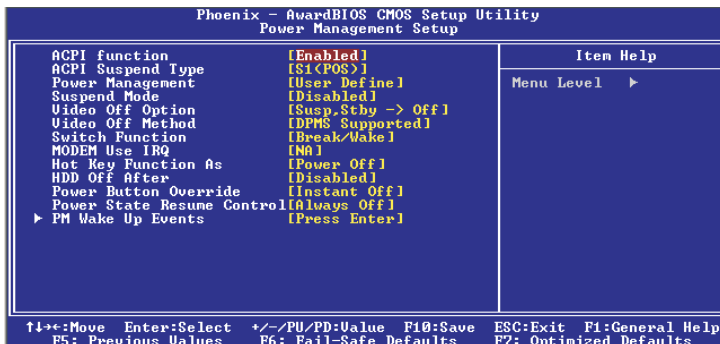 Phoenix - AwardBIOS CMOS Setup Utility
Power Management Setup
ACPI function [Enabled]
ACPI Suspend Type [S1(POS)]
Power Management [User Define]
Suspend Mode [Disabled]
Video Off Option [Susp,Stby -> Off]
Video Off Method [DPMS Supported]
Switch Function [Break/Wake]
MODEM Use IRQ [NA]
Hot Key Function As [Power Off]
HDD Off After [Disabled]
Power Button Override [Instant Off]
Power State Resume Control[Always Off]
▶ PM Wake Up Events [Press Enter]
Item Help
Menu Level ▶
↑↓→←:Move Enter:Select +/-/PU/PD:Value F10:Save ESC:Exit F1:General Help
F5: Previous Values F6: Fail-Safe Defaults F7: Optimized Defaults